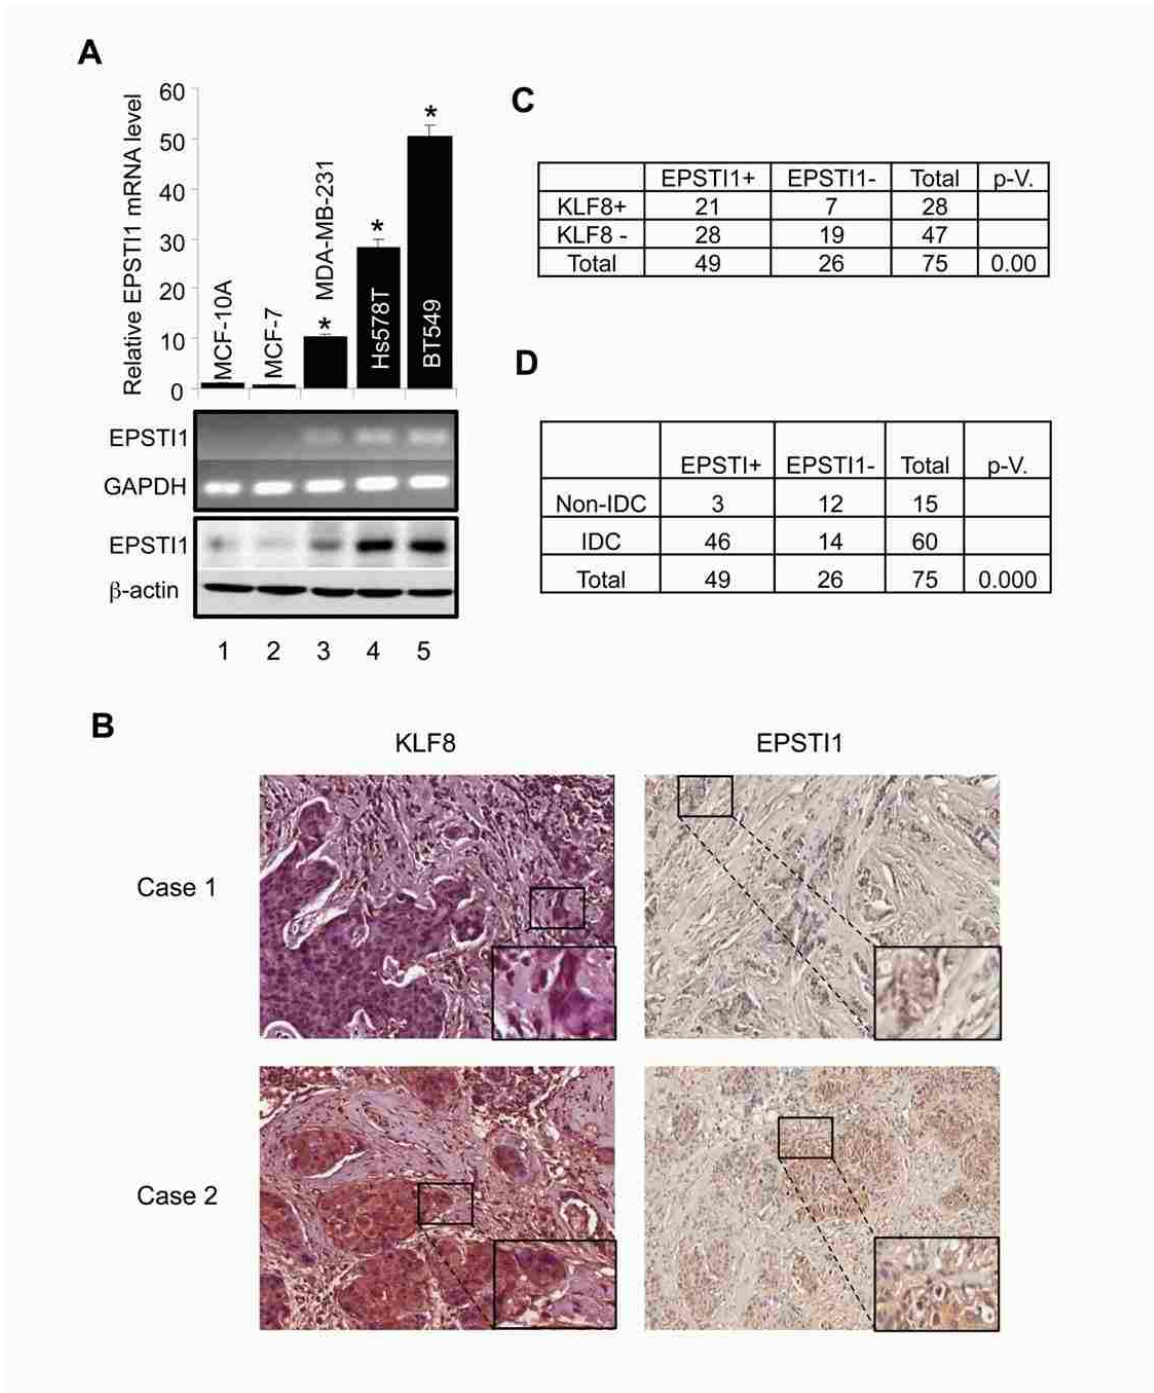 A
Relative EPSTI1 mRNA level
60
50
40
30
20
10
0
MCF-10A
MCF-7
MDA-MB-231
*
Hs578T
*
BT549
*
EPSTI1
GAPDH
EPSTI1
β-actin
1 2 3 4 5
C
EPSTI1+ EPSTI1- Total p-V.
KLF8+ 21 7 28
KLF8 - 28 19 47
Total 49 26 75 0.00
D
EPSTI+ EPSTI1- Total p-V.
Non-IDC 3 12 15
IDC 46 14 60
Total 49 26 75 0.000
B
KLF8 EPSTI1
Case 1
Case 2